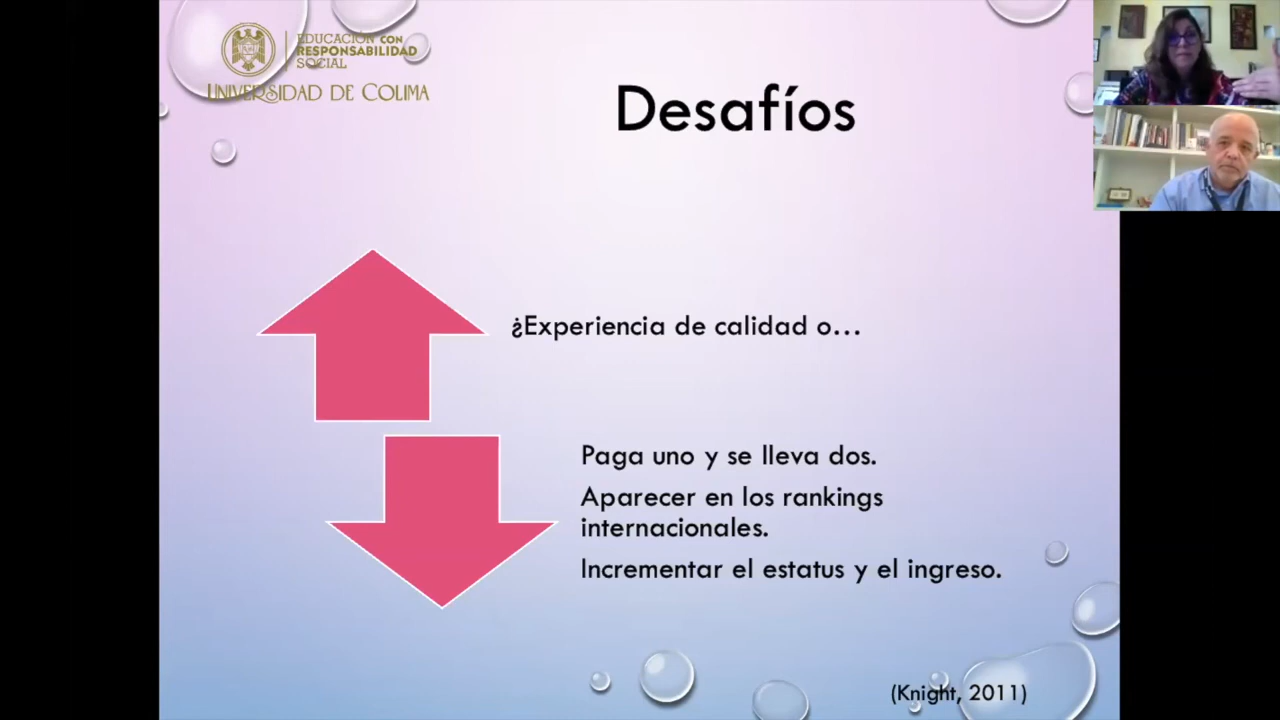 EDUCACIÓN CON
RESPONSABILIDAD
SOCIAL
UNIVERSIDAD DE COLIMA
Desafíos
¿Experiencia de calidad o…
Paga uno y se lleva dos.
Aparecer en los rankings
internacionales.
Incrementar el estatus y el ingreso.
(Knight, 2011)